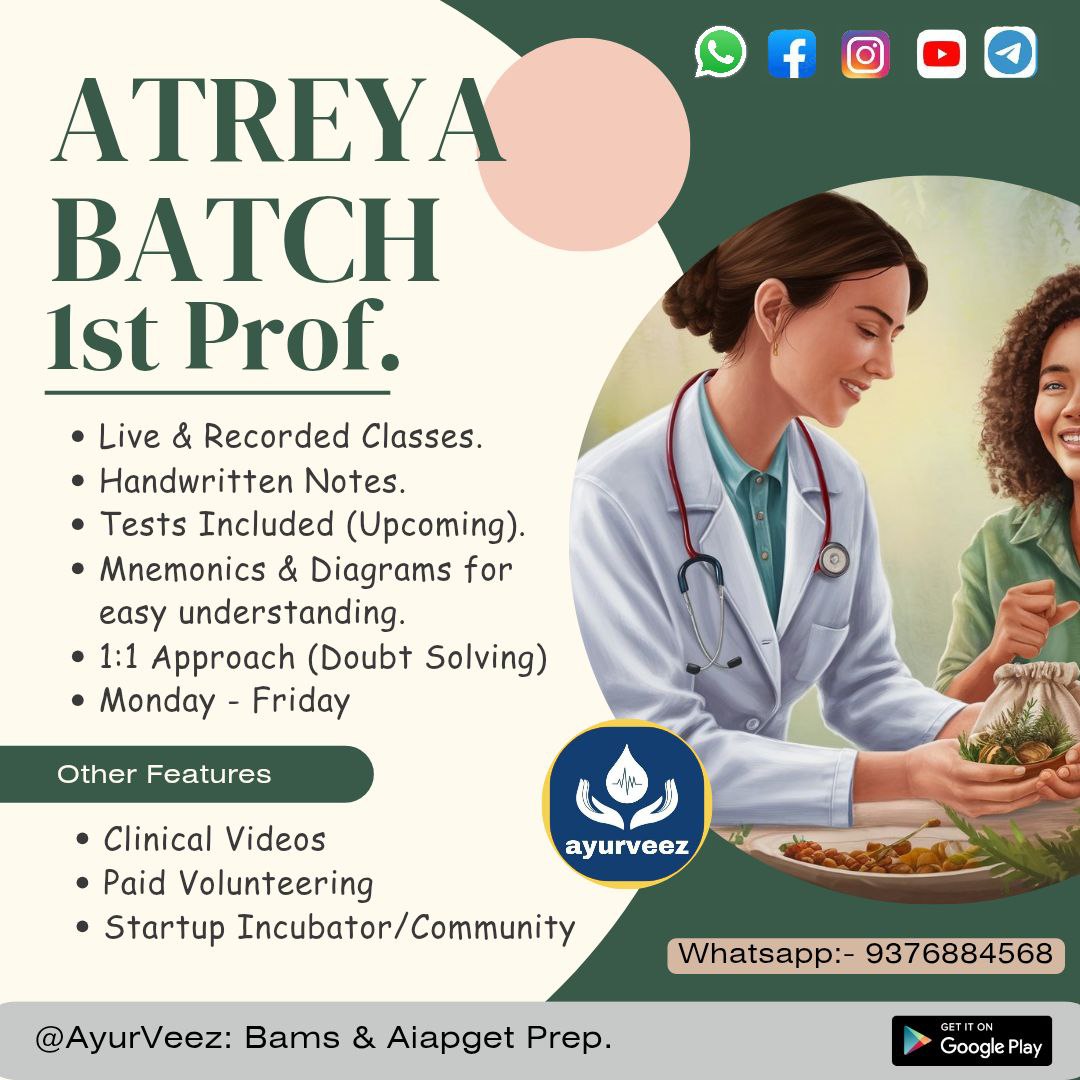 ATREYA
BATCH
1st Prof.
Live & Recorded Classes.
Handwritten Notes.
Tests Included (Upcoming).
Mnemonics & Diagrams for
easy understanding.
1:1 Approach (Doubt Solving)
Monday - Friday
Other Features
Clinical Videos
Paid Volunteering
Startup Incubator/Community
ayurveez
Whatsapp:- 9376884568
@AyurVeez: Bams & Aiapget Prep.
GET IT ON
Google Play